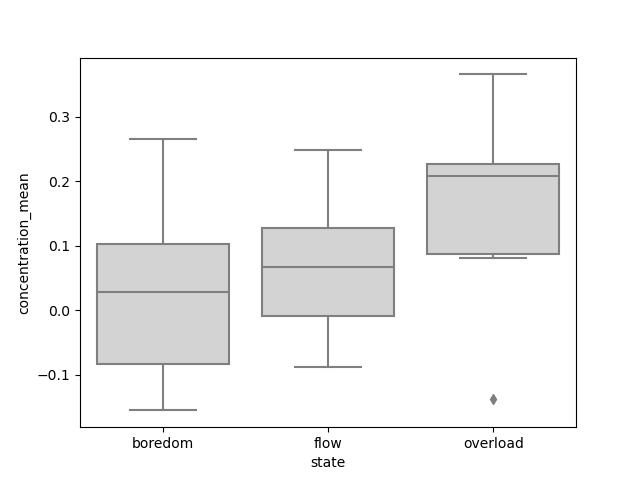 concentration_mean
0.3
0.2
0.1
0.0
−0.1
boredom
flow
overload
state